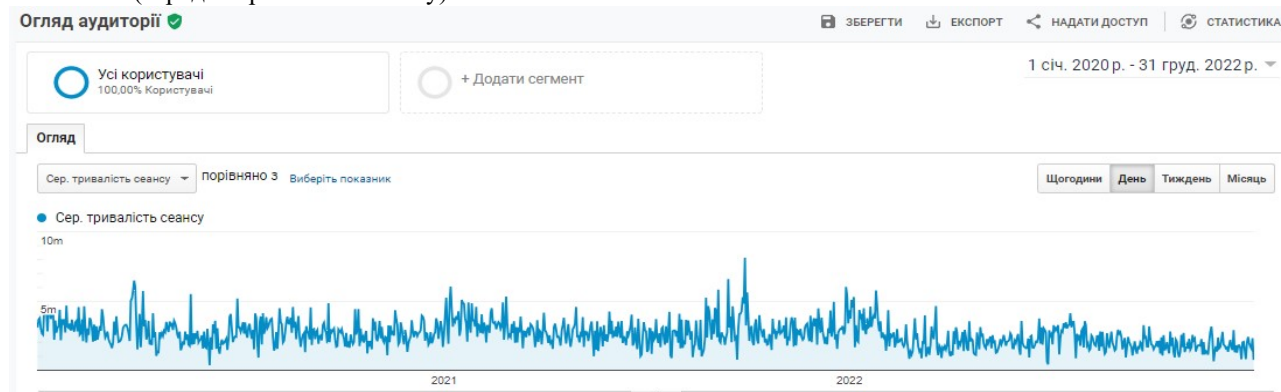 Огляд аудиторії
ЗБЕРЕГТИ ЕКСПОРТ НАДАТИ ДОСТУП СТАТИСТИКА
Усі користувачі
100,00% Користувачі
+ Додати сегмент
1 січ. 2020 р. - 31 груд. 2022 р.
Огляд
Сер. тривалість сеансу порівняно з Виберіть показник
Щогодини День Тиждень Місяць
Сер. тривалість сеансу
10m
5m
2021 2022